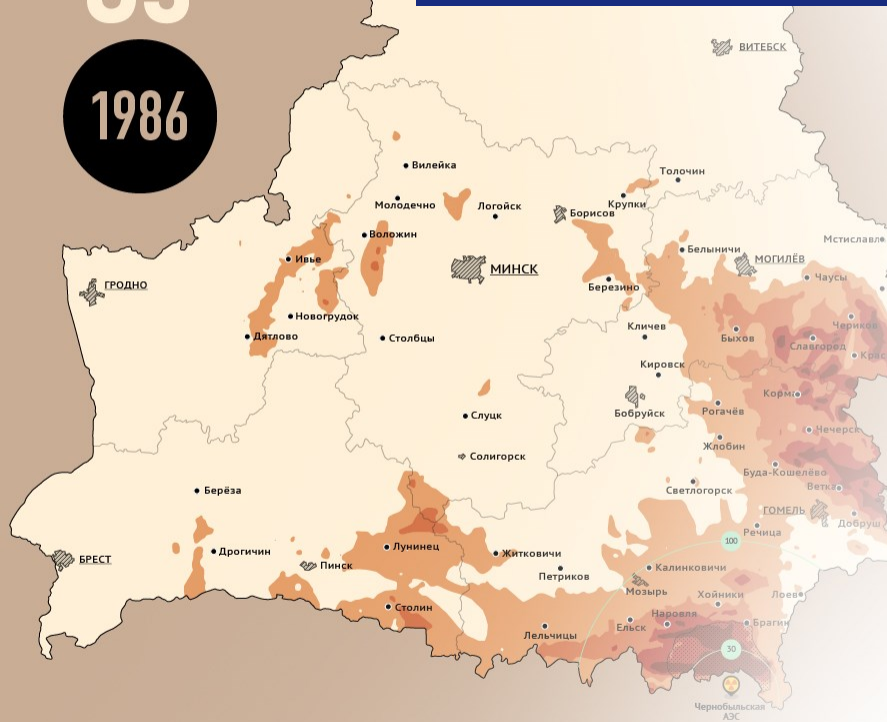 1986
ВИТЕБСК
Вилейка
Толочин
Молодечно
Логойск
Крупки
Борисов
Воложин
Мстиславл
Белыничи
Ивье
МИНСК
МОГИЛЁВ
Чаусы
ГРОДНО
Березино
Новогрудок
Кличев
Чериков
Дятлово
Столбцы
Быхов
Славгород
Крас
Кировск
Корма
Слуцк
Бобруйск
Рогачёв
Чечерск
Жлобин
Солигорск
Буда-Кошелёво
Берёза
Светлогорск
Ветка
ГОМЕЛЬ
Добруш
Речица
100
Лунинец
Дрогичин
Житковичи
БРЕСТ
Пинск
Петриков
Калинковичи
Мозырь
Хойники
Лоев
Столин
Наровля
Лельчицы
Ельск
Брагин
30
Чернобыльская
АЭС